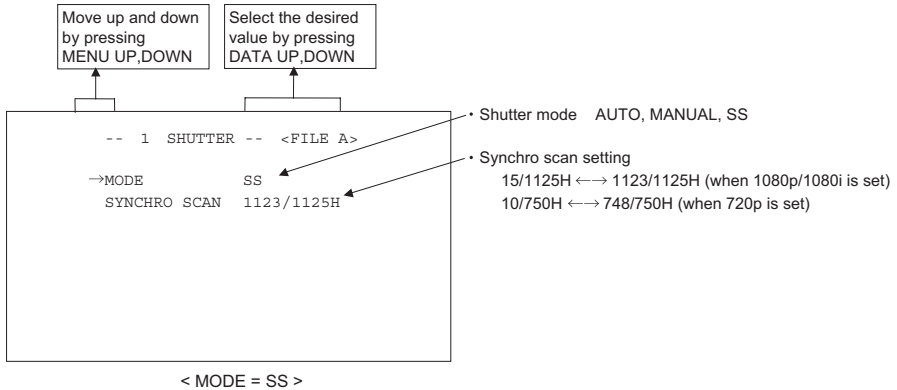 Move up and down
by pressing
MENU UP,DOWN
Select the desired
value by pressing
DATA UP,DOWN
-- 1 SHUTTER -- <FILE A>
→MODE SS
SYNCHRO SCAN 1123/1125H
・Shutter mode AUTO, MANUAL, SS
・Synchro scan setting
15/1125H ←→ 1123/1125H (when 1080p/1080i is set)
10/750H ←→ 748/750H (when 720p is set)
< MODE = SS >